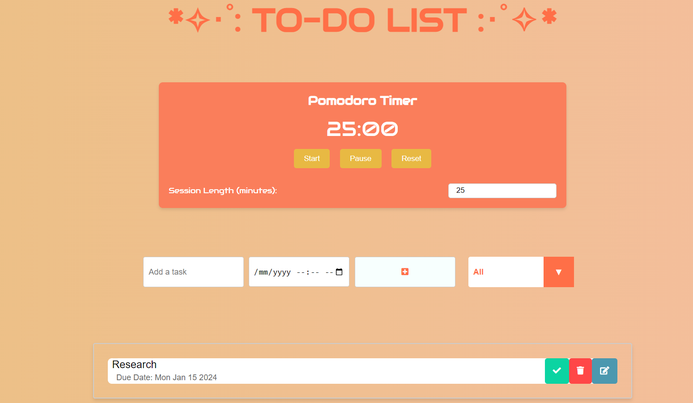 *✧･ﾟ: TO-DO LIST :･ﾟ✧*
Pomodoro Timer
25:00
Start Pause Reset
Session Length (minutes): 25
Add a task /mm/yyyy --:-- -- All ▼
Research
Due Date: Mon Jan 15 2024